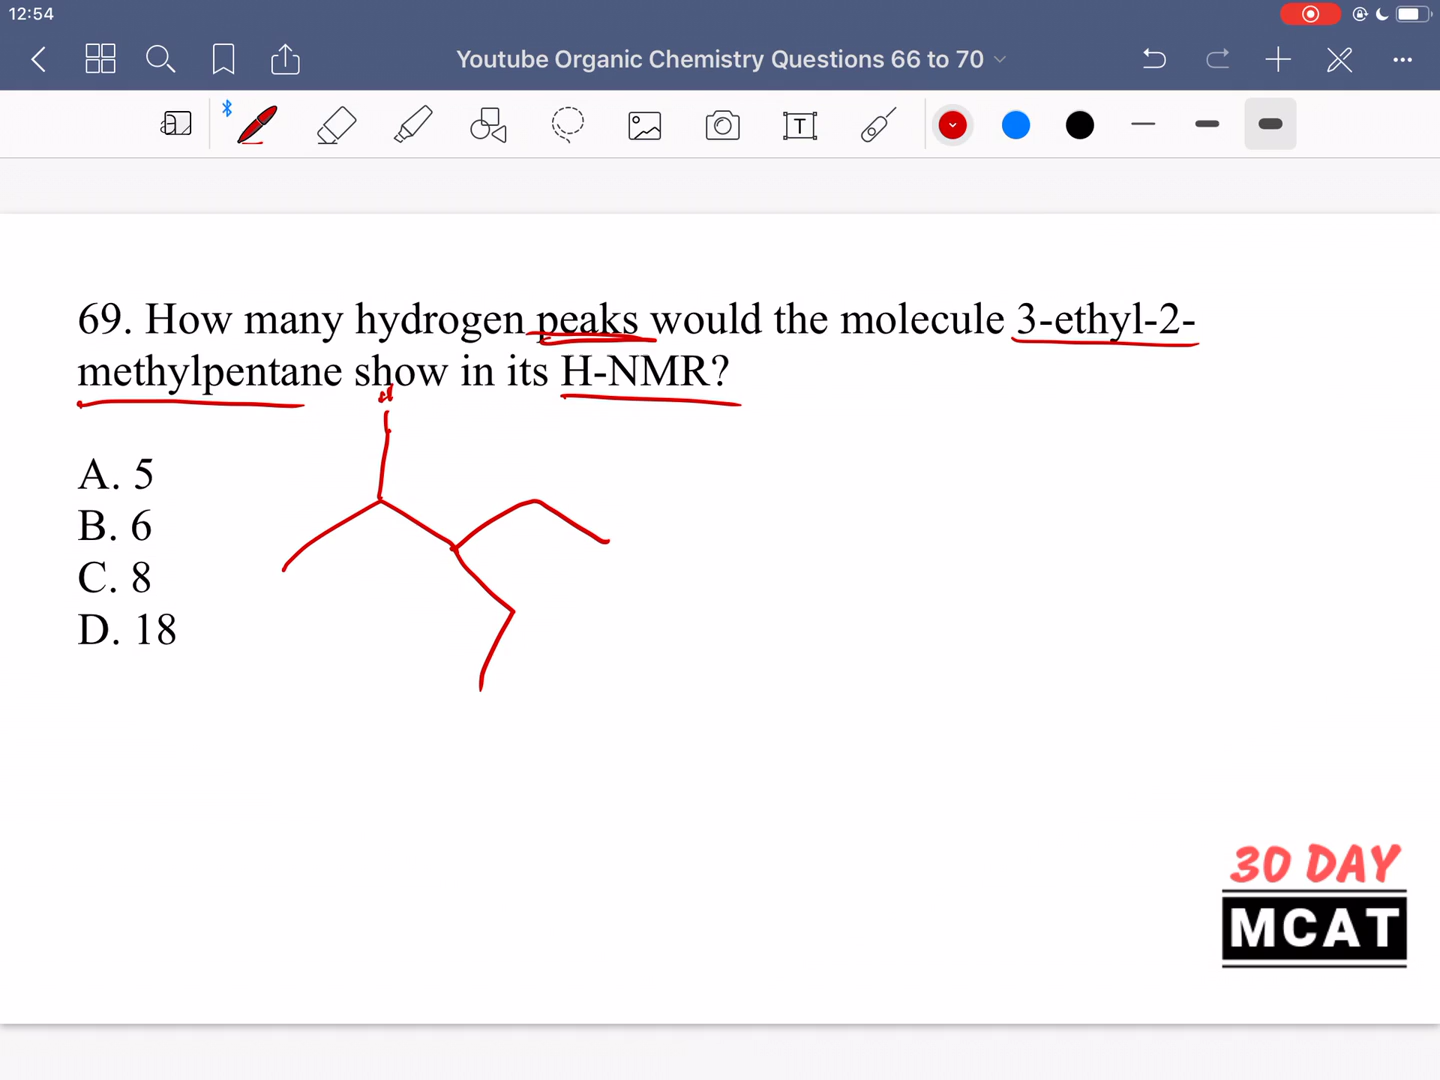 12:54
Youtube Organic Chemistry Questions 66 to 70
69. How many hydrogen peaks would the molecule 3-ethyl-2-
methylpentane show in its H-NMR?
A. 5
B. 6
C. 8
D. 18
30 DAY
MCAT